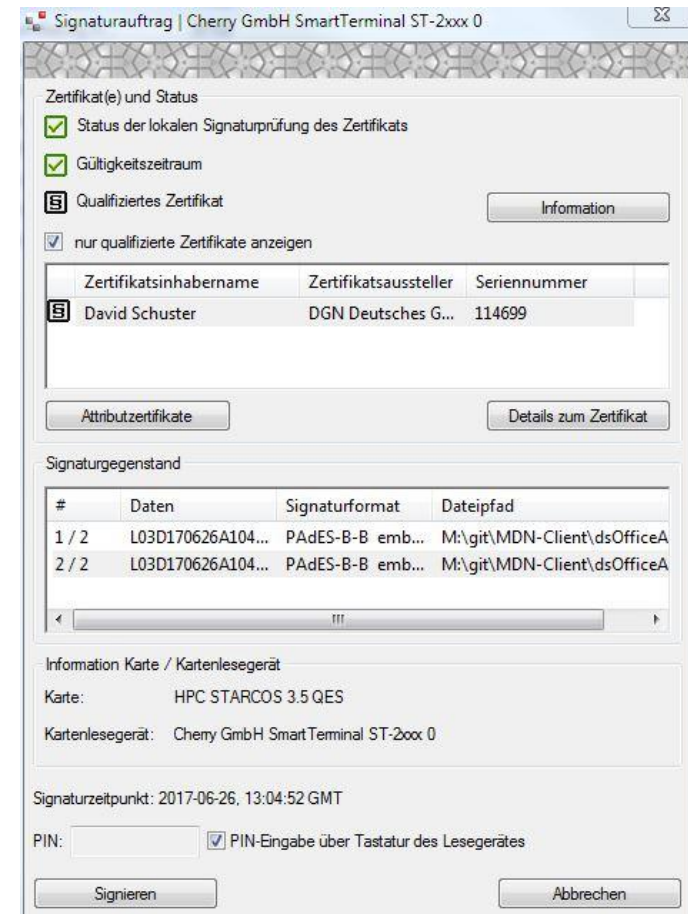 Signaturauftrag | Cherry GmbH SmartTerminal ST-2xxx 0
Zertifikat(e) und Status
Status der lokalen Signaturprüfung des Zertifikats
Gültigkeitszeitraum
Qualifiziertes Zertifikat
Information
nur qualifizierte Zertifikate anzeigen
Zertifikatsinhabername Zertifikatsaussteller Seriennummer
David Schuster DGN Deutsches G... 114699
Attributzertifikate Details zum Zertifikat
Signaturgegenstand
# Daten Signaturformat Dateipfad
1 / 2 L03D170626A104... PAdES-B-B emb... M:\git\MDN-Client\dsOfficeA
2 / 2 L03D170626A104... PAdES-B-B emb... M:\git\MDN-Client\dsOfficeA
Information Karte / Kartenlesegerät
Karte: HPC STARCOS 3.5 QES
Kartenlesegerät: Cherry GmbH SmartTerminal ST-2xxx 0
Signaturzeitpunkt: 2017-06-26, 13:04:52 GMT
PIN: PIN-Eingabe über Tastatur des Lesegerätes
Signieren Abbrechen